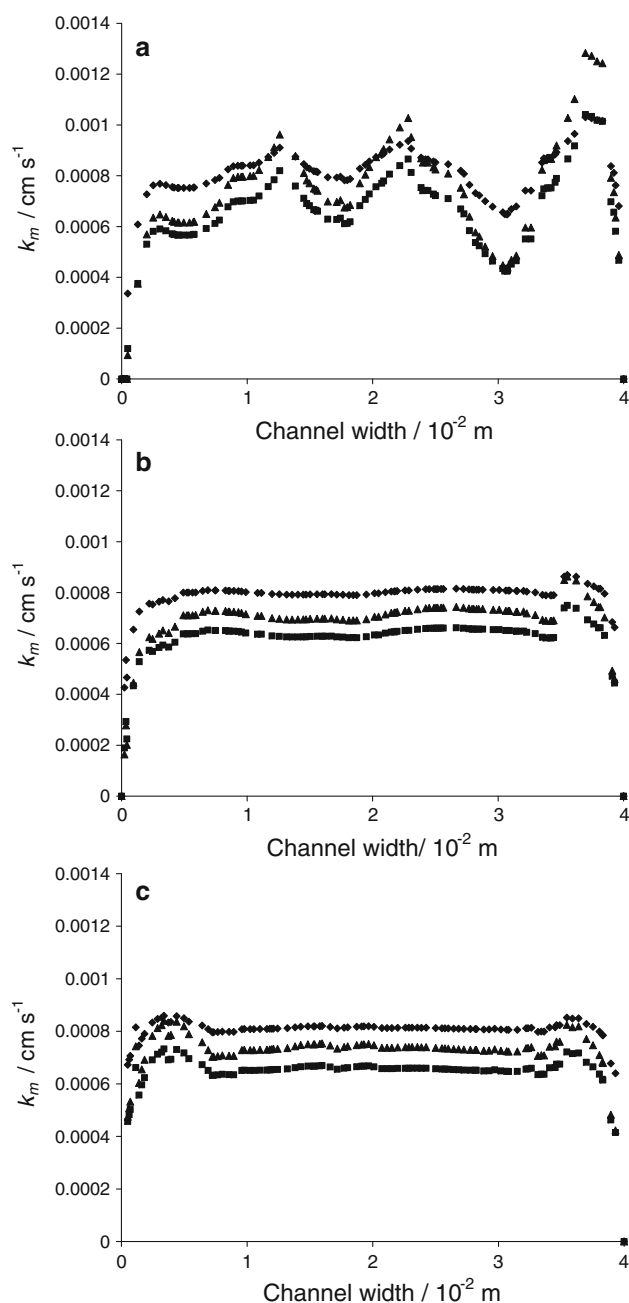 a
0.0014
0.0012
0.001
0.0008
0.0006
0.0004
0.0002
0
k_m / cm s⁻¹
0 1 2 3 4
Channel width / 10⁻² m
b
0.0014
0.0012
0.001
0.0008
0.0006
0.0004
0.0002
0
k_m / cm s⁻¹
0 1 2 3 4
Channel width/ 10⁻² m
c
0.0014
0.0012
0.001
0.0008
0.0006
0.0004
0.0002
0
k_m / cm s⁻¹
0 1 2 3 4
Channel width / 10⁻² m